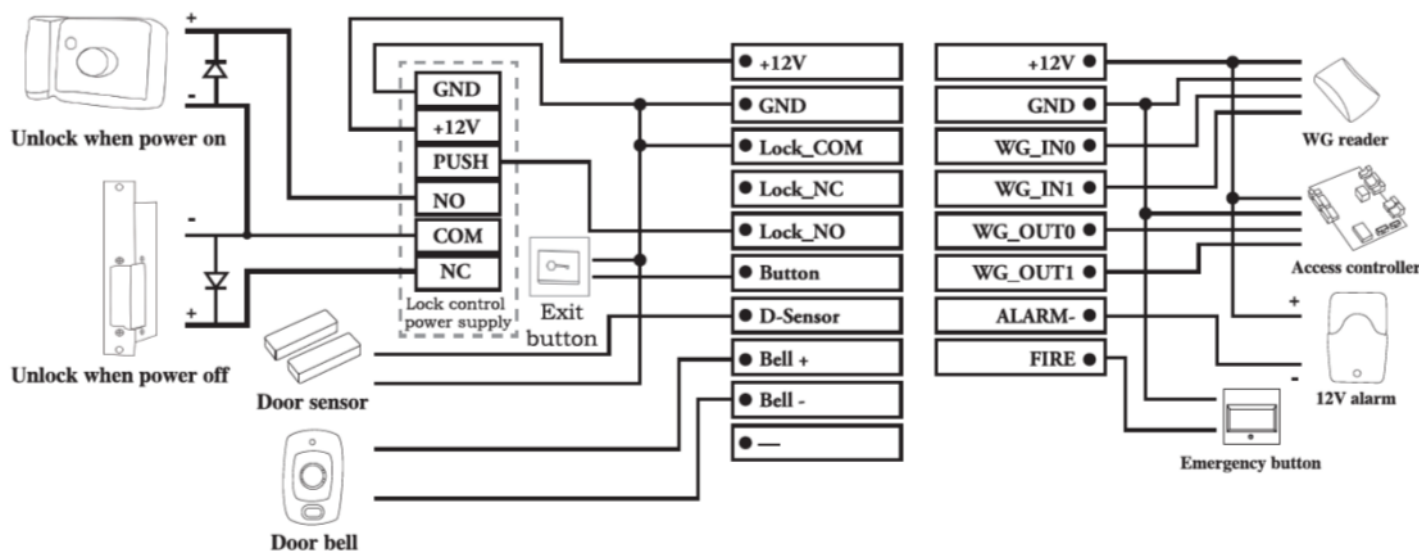 +
-
Unlock when power on
-
+
Unlock when power off
GND
+12V
PUSH
NO
COM
NC
Lock control
power supply
Exit
button
Door sensor
Door bell
+12V
GND
Lock_COM
Lock_NC
Lock_NO
Button
D-Sensor
Bell +
Bell -
—
+12V
GND
WG_IN0
WG_IN1
WG_OUT0
WG_OUT1
ALARM-
FIRE
WG reader
Access controller
+
-
12V alarm
Emergency button